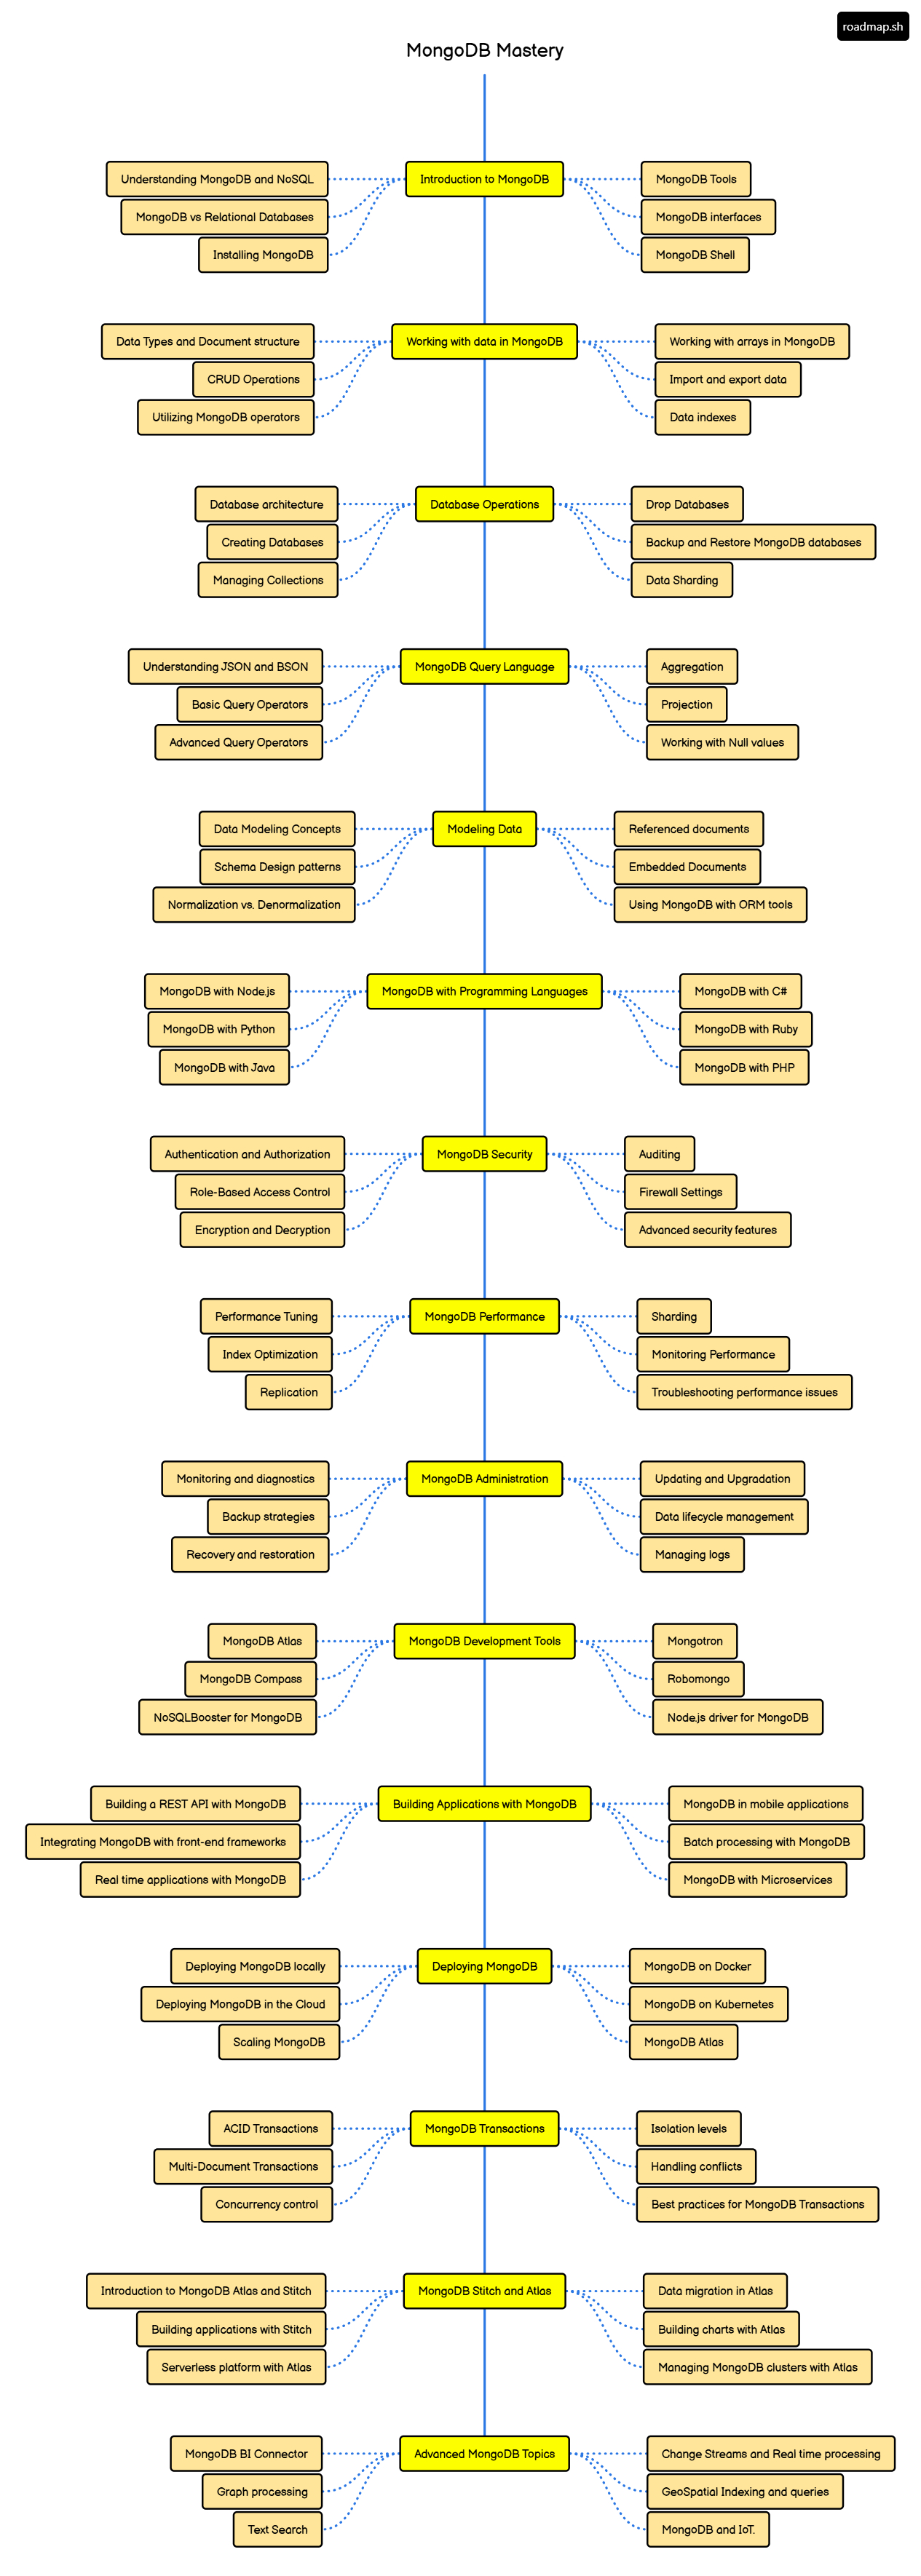 roadmap.sh
MongoDB Mastery
Introduction to MongoDB
Understanding MongoDB and NoSQL
MongoDB vs Relational Databases
Installing MongoDB
MongoDB Tools
MongoDB interfaces
MongoDB Shell
Working with data in MongoDB
Data Types and Document structure
CRUD Operations
Utilizing MongoDB operators
Working with arrays in MongoDB
Import and export data
Data indexes
Database Operations
Database architecture
Creating Databases
Managing Collections
Drop Databases
Backup and Restore MongoDB databases
Data Sharding
MongoDB Query Language
Understanding JSON and BSON
Basic Query Operators
Advanced Query Operators
Aggregation
Projection
Working with Null values
Modeling Data
Data Modeling Concepts
Schema Design patterns
Normalization vs. Denormalization
Referenced documents
Embedded Documents
Using MongoDB with ORM tools
MongoDB with Programming Languages
MongoDB with Node.js
MongoDB with Python
MongoDB with Java
MongoDB with C#
MongoDB with Ruby
MongoDB with PHP
MongoDB Security
Authentication and Authorization
Role-Based Access Control
Encryption and Decryption
Auditing
Firewall Settings
Advanced security features
MongoDB Performance
Performance Tuning
Index Optimization
Replication
Sharding
Monitoring Performance
Troubleshooting performance issues
MongoDB Administration
Monitoring and diagnostics
Backup strategies
Recovery and restoration
Updating and Upgradation
Data lifecycle management
Managing logs
MongoDB Development Tools
MongoDB Atlas
MongoDB Compass
NoSQLBooster for MongoDB
Mongotron
Robomongo
Node.js driver for MongoDB
Building Applications with MongoDB
Building a REST API with MongoDB
Integrating MongoDB with front-end frameworks
Real time applications with MongoDB
MongoDB in mobile applications
Batch processing with MongoDB
MongoDB with Microservices
Deploying MongoDB
Deploying MongoDB locally
Deploying MongoDB in the Cloud
Scaling MongoDB
MongoDB on Docker
MongoDB on Kubernetes
MongoDB Atlas
MongoDB Transactions
ACID Transactions
Multi-Document Transactions
Concurrency control
Isolation levels
Handling conflicts
Best practices for MongoDB Transactions
MongoDB Stitch and Atlas
Introduction to MongoDB Atlas and Stitch
Building applications with Stitch
Serverless platform with Atlas
Data migration in Atlas
Building charts with Atlas
Managing MongoDB clusters with Atlas
Advanced MongoDB Topics
MongoDB BI Connector
Graph processing
Text Search
Change Streams and Real time processing
GeoSpatial Indexing and queries
MongoDB and IoT.